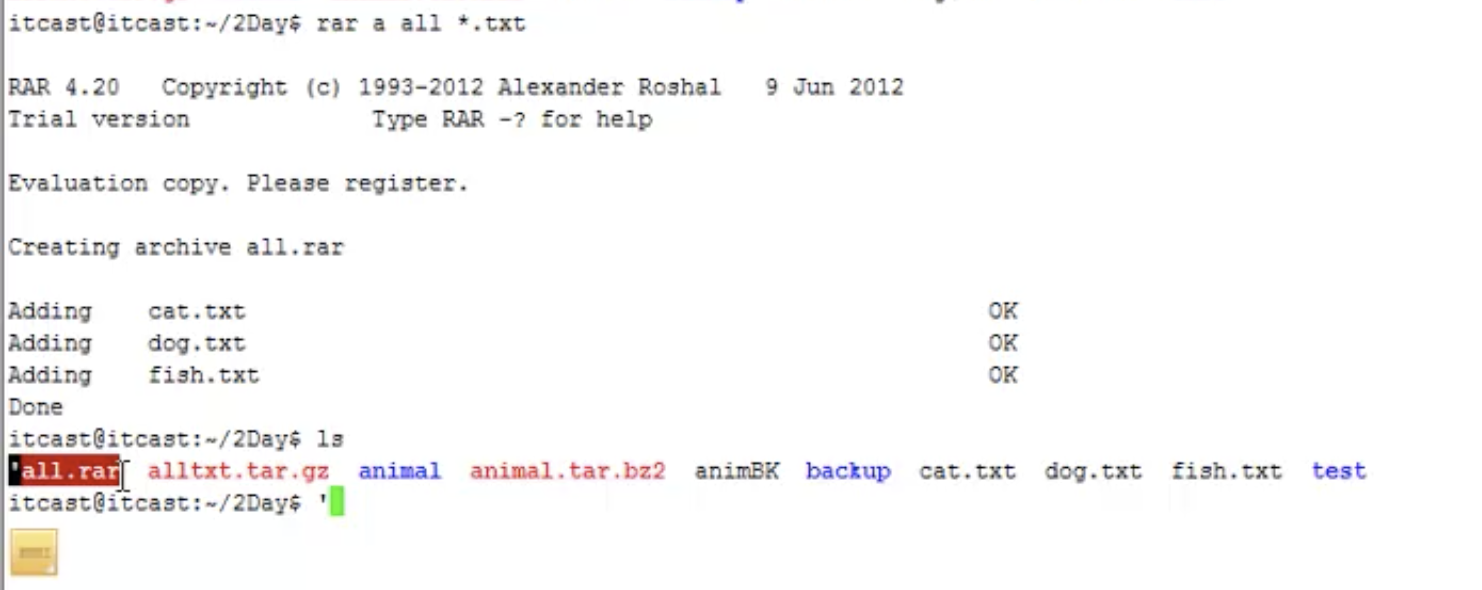 itcast@itcast:~/2Day$ rar a all *.txt
RAR 4.20 Copyright (c) 1993-2012 Alexander Roshal 9 Jun 2012
Trial version Type RAR -? for help
Evaluation copy. Please register.
Creating archive all.rar
Adding cat.txt OK
Adding dog.txt OK
Adding fish.txt OK
Done
itcast@itcast:~/2Day$ ls
'all.rar alltxt.tar.gz animal animal.tar.bz2 animBK backup cat.txt dog.txt fish.txt test
itcast@itcast:~/2Day$ '